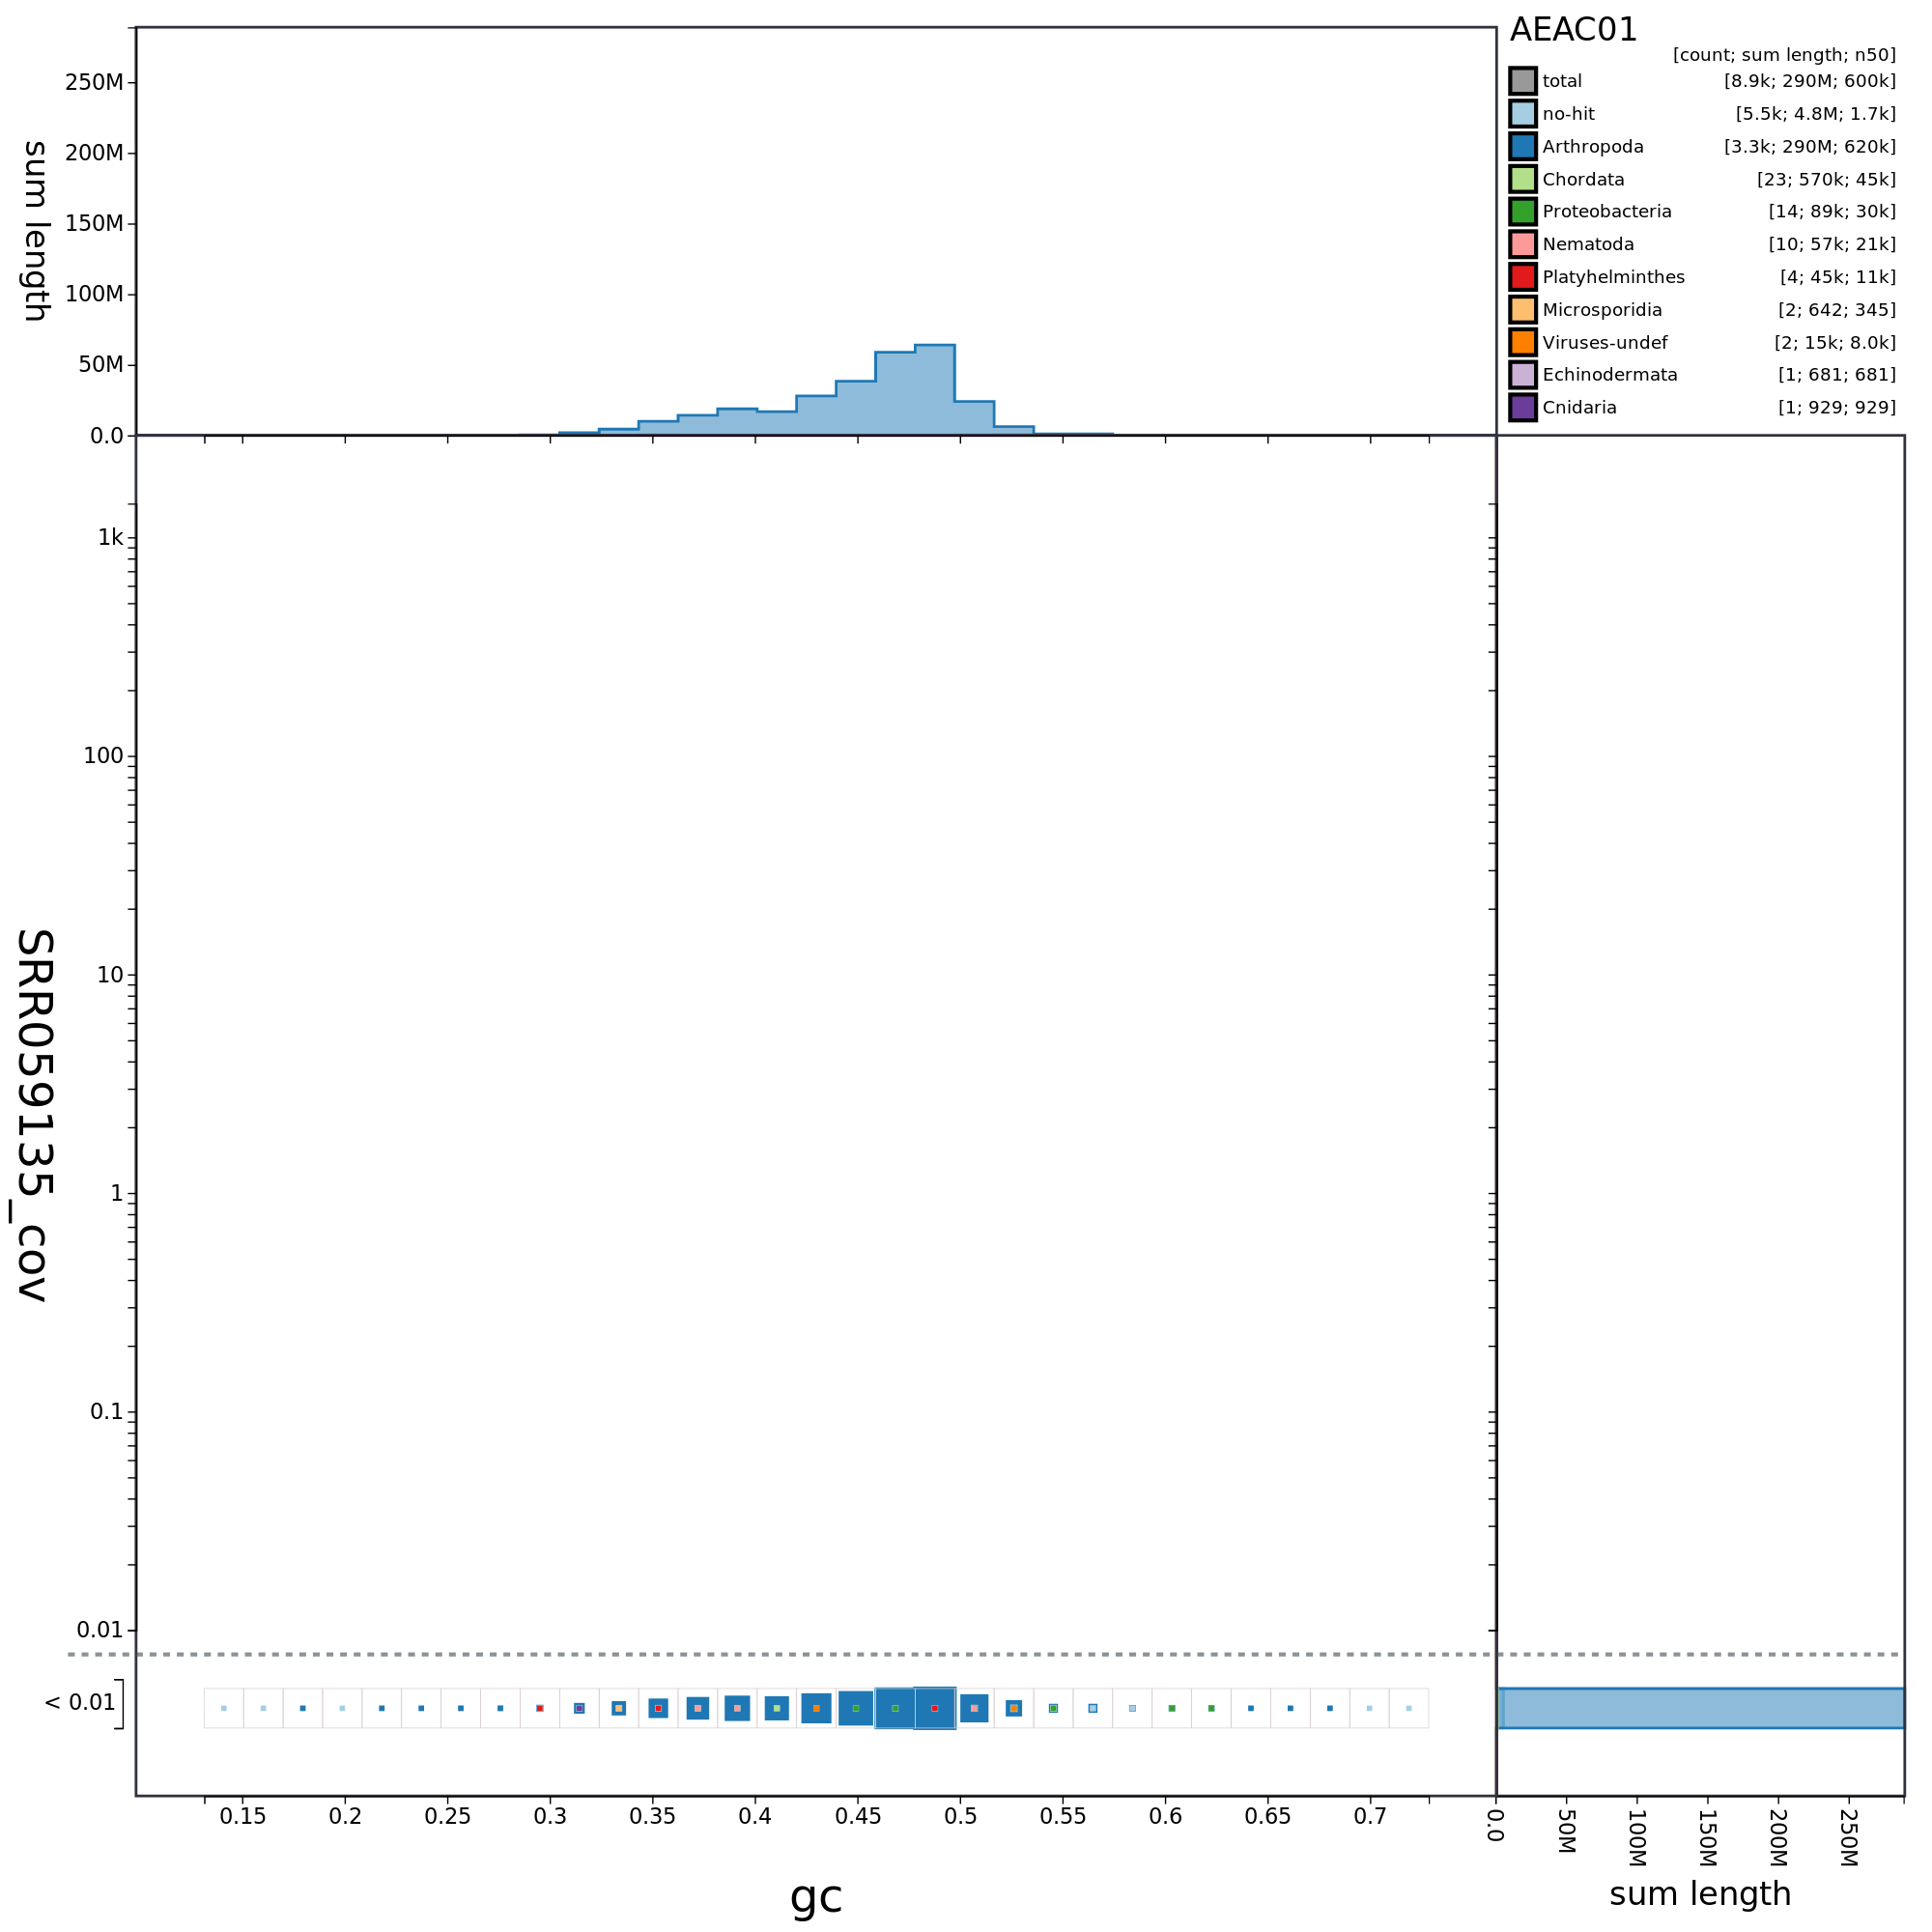 AEAC01
[count; sum length; n50]
total [8.9k; 290M; 600k]
no-hit [5.5k; 4.8M; 1.7k]
Arthropoda [3.3k; 290M; 620k]
Chordata [23; 570k; 45k]
Proteobacteria [14; 89k; 30k]
Nematoda [10; 57k; 21k]
Platyhelminthes [4; 45k; 11k]
Microsporidia [2; 642; 345]
Viruses-undef [2; 15k; 8.0k]
Echinodermata [1; 681; 681]
Cnidaria [1; 929; 929]
sum length
250M
200M
150M
100M
50M
0.0
SRR059135_cov
1k
100
10
1
0.1
0.01
< 0.01
0.15 0.2 0.25 0.3 0.35 0.4 0.45 0.5 0.55 0.6 0.65 0.7
gc
0.0 50M 100M 150M 200M 250M
sum length